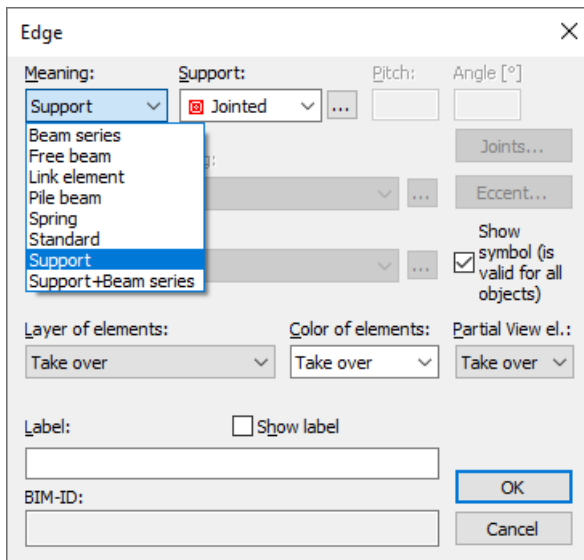 Edge
Meaning:
Support:
Pitch:
Angle [°]
Support
Jointed
...
Beam series
Free beam
Link element
Pile beam
Spring
Standard
Support
Support+Beam series
g:
Joints...
...
Eccent...
...
Show
symbol (is
valid for all
objects)
Layer of elements:
Color of elements:
Partial View el.:
Take over
Take over
Take over
Label:
Show label
BIM-ID:
OK
Cancel